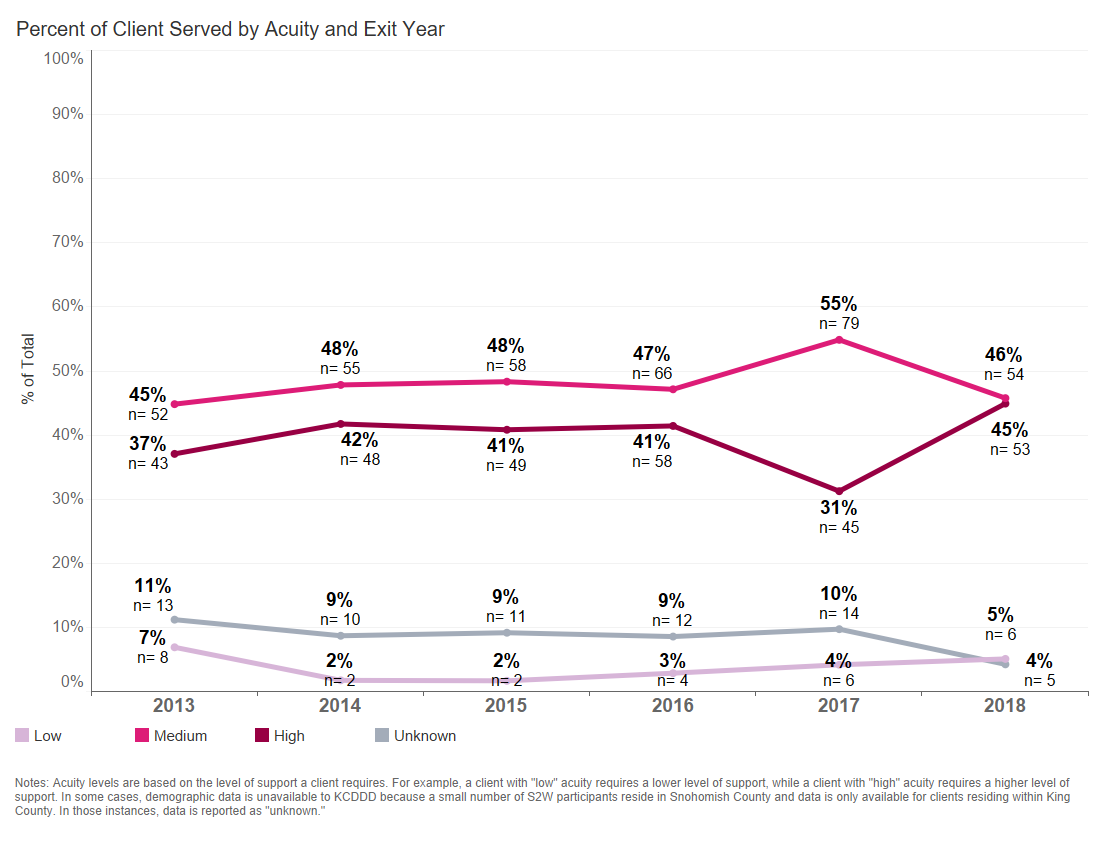 Percent of Client Served by Acuity and Exit Year
100%
90%
80%
70%
60%
50%
40%
30%
20%
10%
0%
% of Total
45%
n= 52
48%
n= 55
48%
n= 58
47%
n= 66
55%
n= 79
46%
n= 54
37%
n= 43
42%
n= 48
41%
n= 49
41%
n= 58
31%
n= 45
45%
n= 53
11%
n= 13
9%
n= 10
9%
n= 11
9%
n= 12
10%
n= 14
5%
n= 6
7%
n= 8
2%
n= 2
2%
n= 2
3%
n= 4
4%
n= 6
4%
n= 5
2013 2014 2015 2016 2017 2018
Low Medium High Unknown
Notes: Acuity levels are based on the level of support a client requires. For example, a client with "low" acuity requires a lower level of support, while a client with "high" acuity requires a higher level of
support. In some cases, demographic data is unavailable to KCDDD because a small number of S2W participants reside in Snohomish County and data is only available for clients residing within King
County. In those instances, data is reported as "unknown."